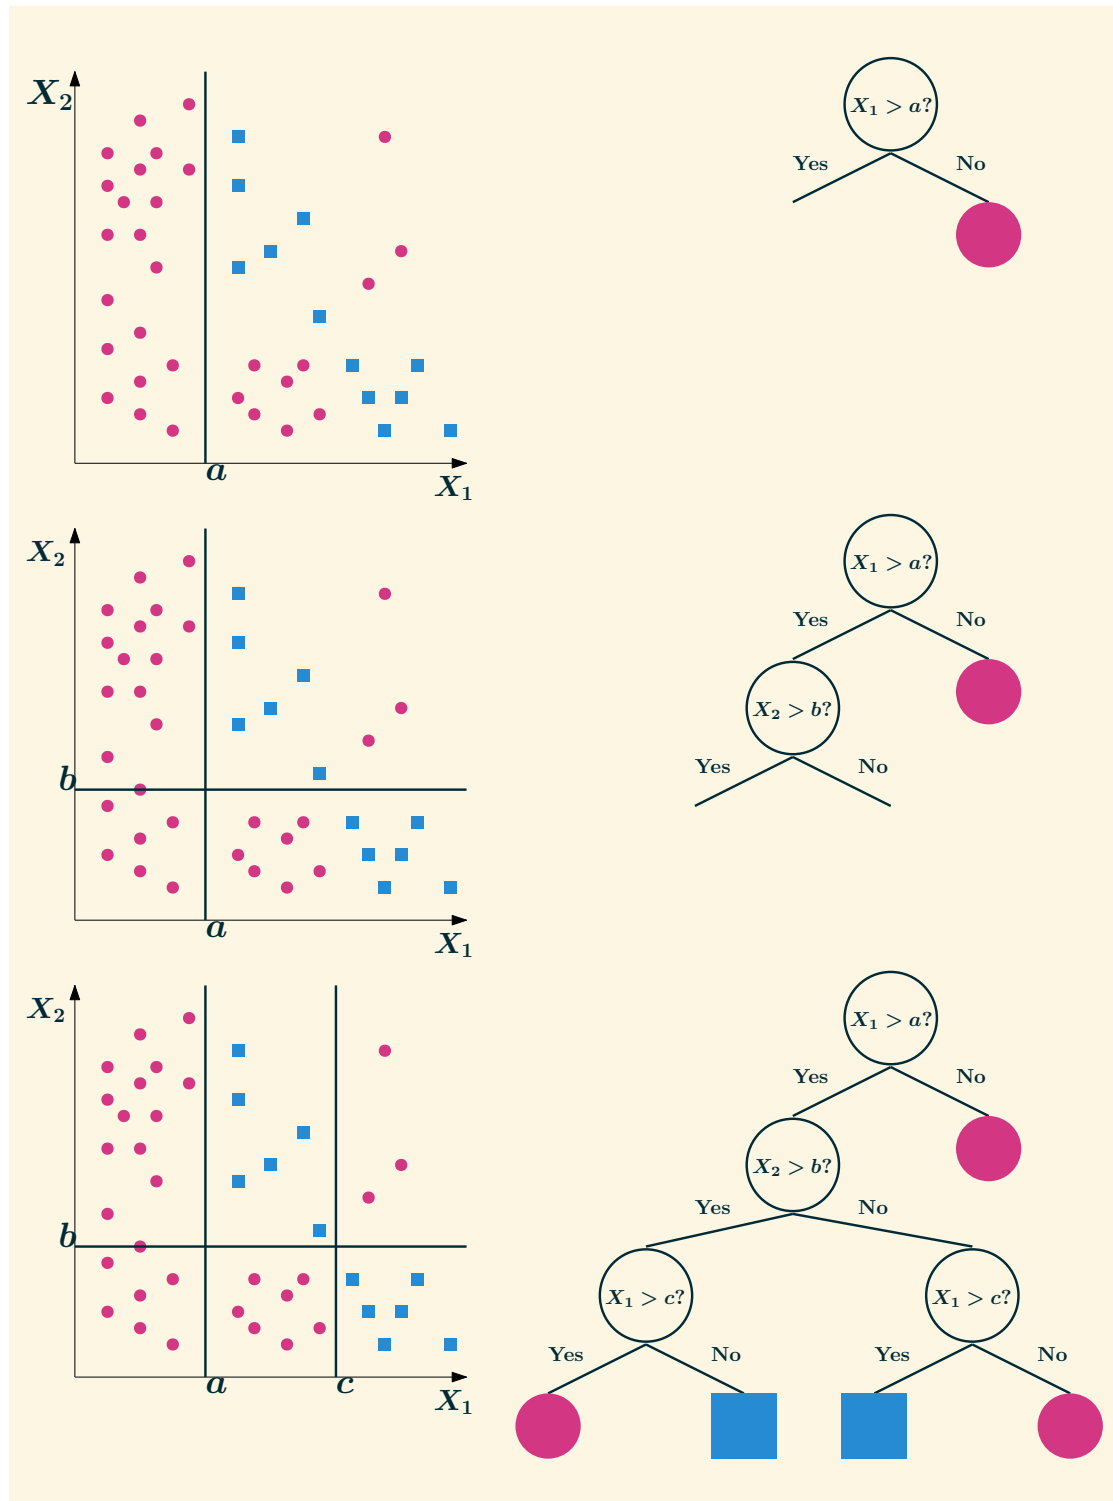 X₂
X₁ > a?
Yes No
a
X₁
X₂
X₁ > a?
Yes No
X₂ > b?
Yes No
b
a
X₁
X₂
X₁ > a?
Yes No
X₂ > b?
Yes No
b
X₁ > c? X₁ > c?
Yes No Yes No
a c
X₁